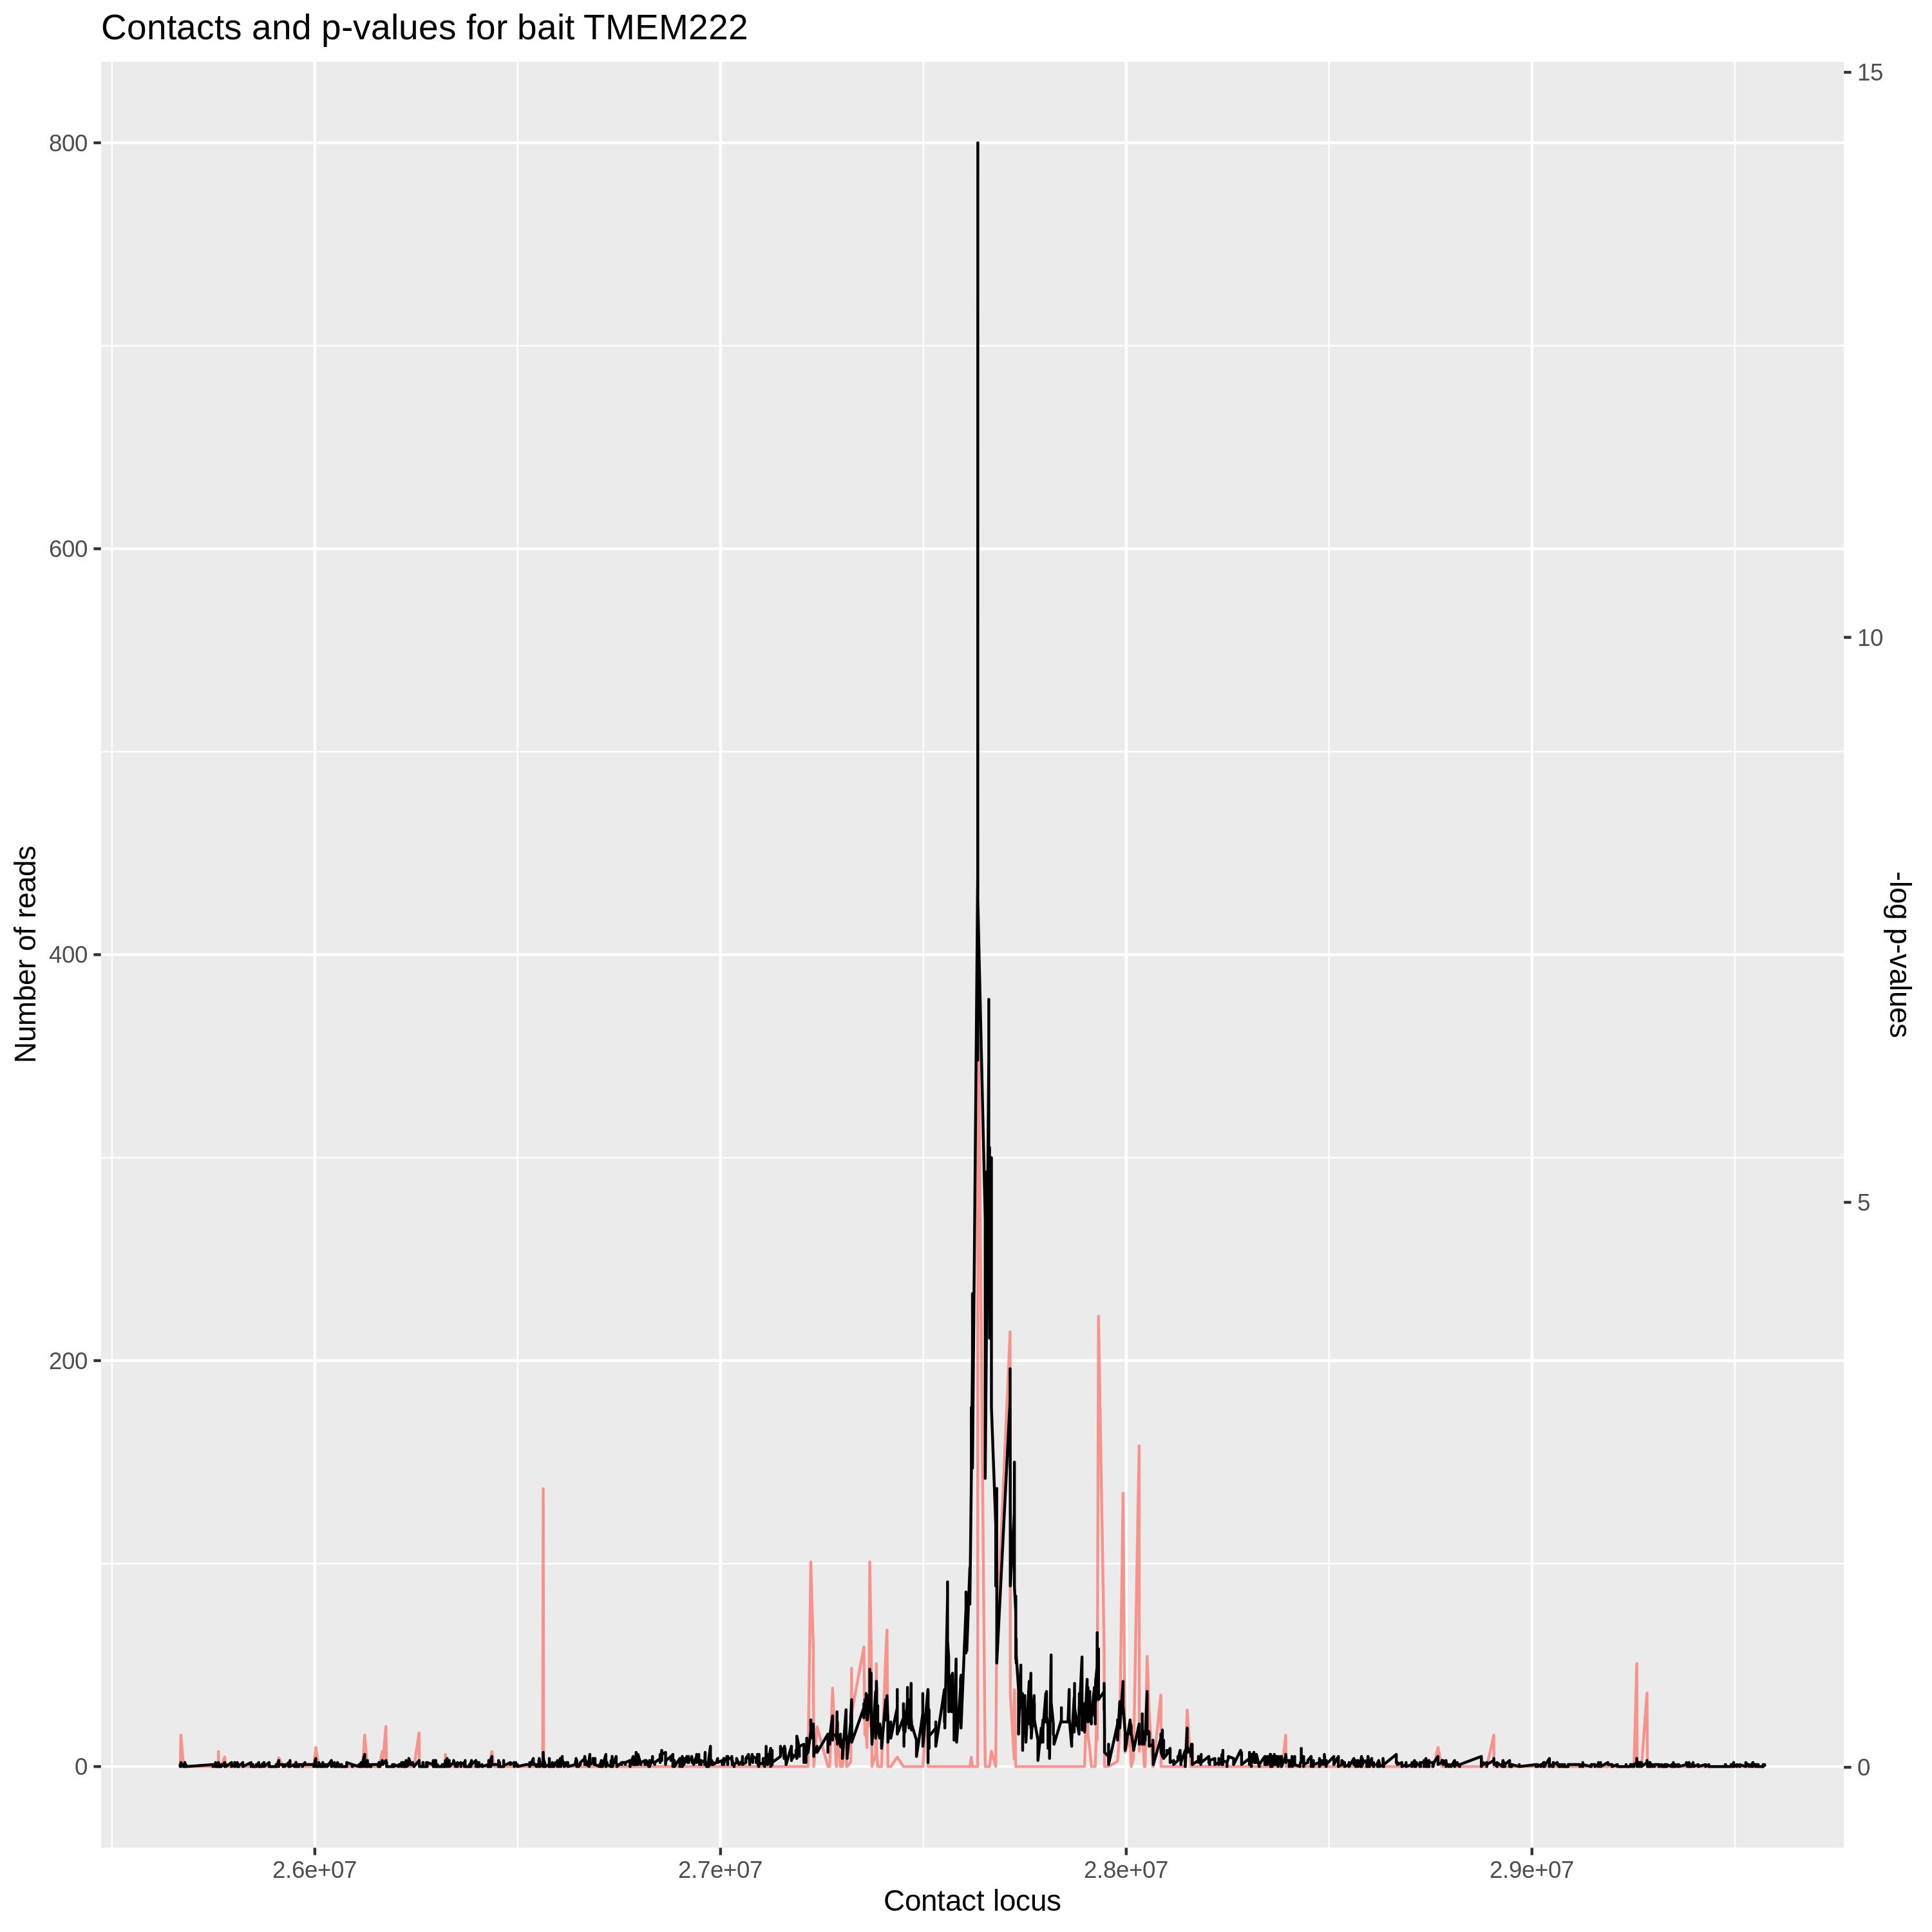 Contacts and p-values for bait TMEM222
15
800
10
600
Number of reads
-log p-values
400
5
200
0
0
2.6e+07 2.7e+07 2.8e+07 2.9e+07
Contact locus